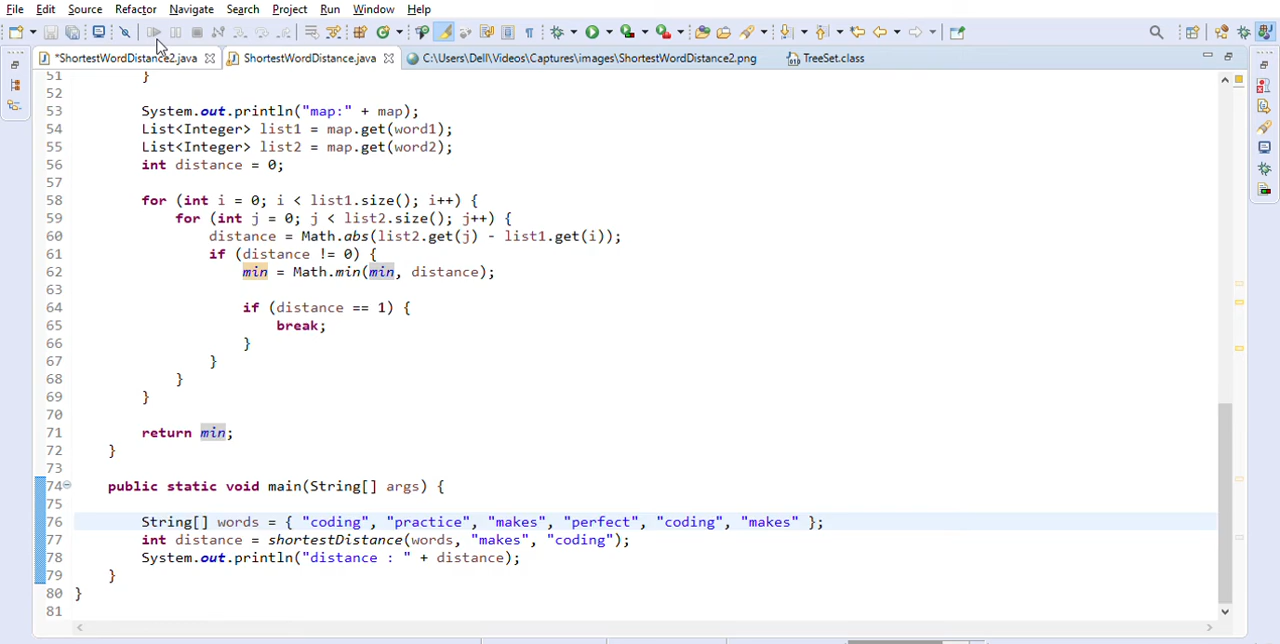 File Edit Source Refactor Navigate Search Project Run Window Help
*ShortestWordDistance2.java ShortestWordDistance.java C:\Users\Dell\Videos\Captures\images\ShortestWordDistance2.png TreeSet.class
51 }
52
53 System.out.println("map:" + map);
54 List<Integer> list1 = map.get(word1);
55 List<Integer> list2 = map.get(word2);
56 int distance = 0;
57
58 for (int i = 0; i < list1.size(); i++) {
59 for (int j = 0; j < list2.size(); j++) {
60 distance = Math.abs(list2.get(j) - list1.get(i));
61 if (distance != 0) {
62 min = Math.min(min, distance);
63
64 if (distance == 1) {
65 break;
66 }
67 }
68 }
69 }
70
71 return min;
72 }
73
74 public static void main(String[] args) {
75
76 String[] words = { "coding", "practice", "makes", "perfect", "coding", "makes" };
77 int distance = shortestDistance(words, "makes", "coding");
78 System.out.println("distance : " + distance);
79 }
80 }
81